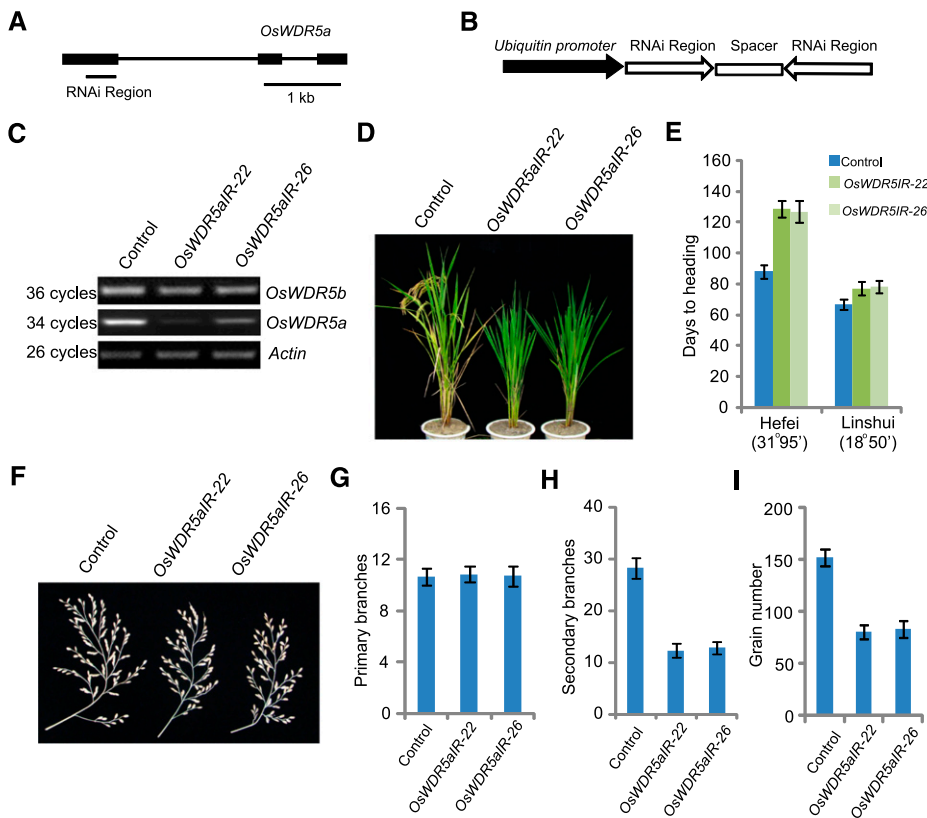 A
OsWDR5a
RNAi Region
1 kb
B
Ubiquitin promoter
RNAi Region
Spacer
RNAi Region
C
Control
OsWDR5aIR-22
OsWDR5aIR-26
36 cycles
OsWDR5b
34 cycles
OsWDR5a
26 cycles
Actin
D
Control
OsWDR5aIR-22
OsWDR5aIR-26
E
Days to heading
160
140
120
100
80
60
40
20
0
Control
OsWDR5IR-22
OsWDR5IR-26
Hefei
(31°95')
Linshui
(18°50')
F
Control
OsWDR5aIR-22
OsWDR5aIR-26
G
Primary branches
16
12
8
4
0
Control
OsWDR5aIR-22
OsWDR5aIR-26
H
Secondary branches
40
30
20
10
0
Control
OsWDR5aIR-22
OsWDR5aIR-26
I
Grain number
200
150
100
50
0
Control
OsWDR5aIR-22
OsWDR5aIR-26